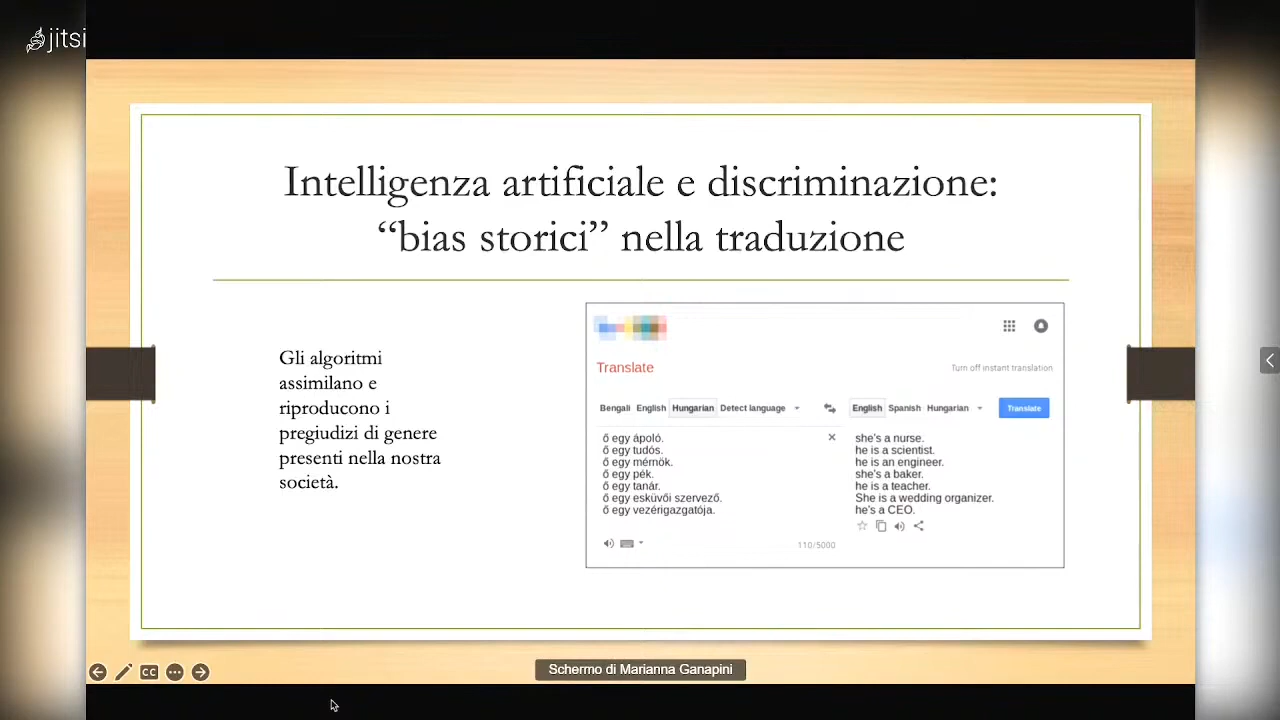 jitsi
Intelligenza artificiale e discriminazione:
“bias storici” nella traduzione
Gli algoritmi
assimilano e
riproducono i
pregiudizi di genere
presenti nella nostra
società.
Translate
Turn off instant translation
Bengali English Hungarian Detect language
English Spanish Hungarian Translate
ő egy ápoló.
ő egy tudós.
ő egy mérnök.
ő egy pék.
ő egy tanár.
ő egy esküvői szervező.
ő egy vezérigazgatója.
110/5000
she's a nurse.
he is a scientist.
he is an engineer.
she's a baker.
he is a teacher.
She is a wedding organizer.
he's a CEO.
CC
Schermo di Marianna Ganapini